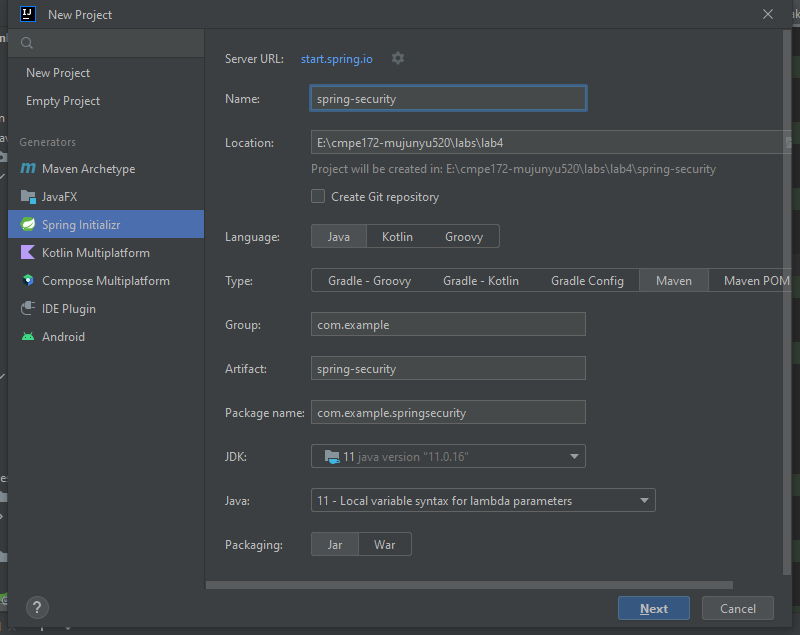 New Project
Server URL: start.spring.io
New Project
Empty Project
Name: spring-security
Generators
Location: E:\cmpe172-mujunyu520\labs\lab4
Maven Archetype
Project will be created in: E:\cmpe172-mujunyu520\labs\lab4\spring-security
JavaFX
Create Git repository
Spring Initializr
Language: Java Kotlin Groovy
Kotlin Multiplatform
Compose Multiplatform
Type: Gradle - Groovy Gradle - Kotlin Gradle Config Maven Maven POM
IDE Plugin
Android
Group: com.example
Artifact: spring-security
Package name: com.example.springsecurity
JDK: 11 java version "11.0.16"
Java: 11 - Local variable syntax for lambda parameters
Packaging: Jar War
?
Next Cancel